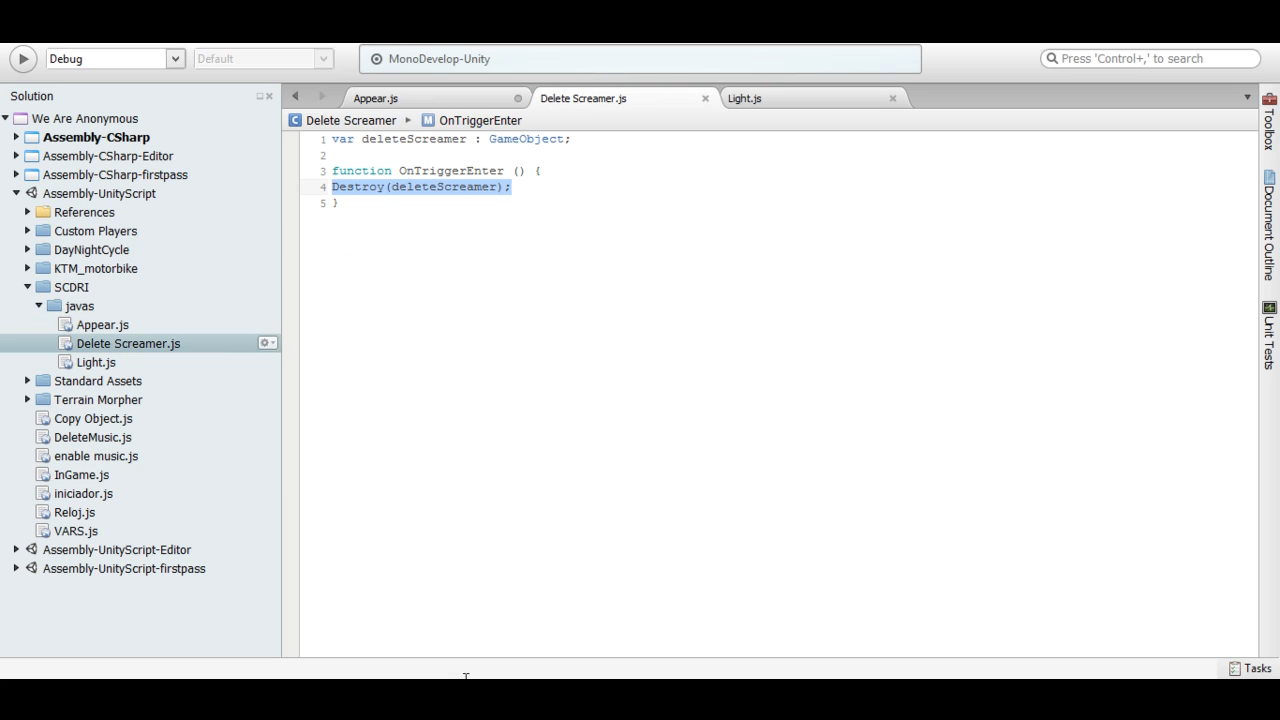 Debug
Default
MonoDevelop-Unity
Press 'Control+,' to search
Solution
Appear.js
Delete Screamer.js
Light.js
We Are Anonymous
Assembly-CSharp
Assembly-CSharp-Editor
Assembly-CSharp-firstpass
Assembly-UnityScript
References
Custom Players
DayNightCycle
KTM_motorbike
SCDRI
javas
Appear.js
Delete Screamer.js
Light.js
Standard Assets
Terrain Morpher
Copy Object.js
DeleteMusic.js
enable music.js
InGame.js
iniciador.js
Reloj.js
VARS.js
Assembly-UnityScript-Editor
Assembly-UnityScript-firstpass
C Delete Screamer M OnTriggerEnter
1 var deleteScreamer : GameObject;
2
3 function OnTriggerEnter () {
4 Destroy(deleteScreamer);
5 }
Toolbox
Document Outline
Unit Tests
Tasks